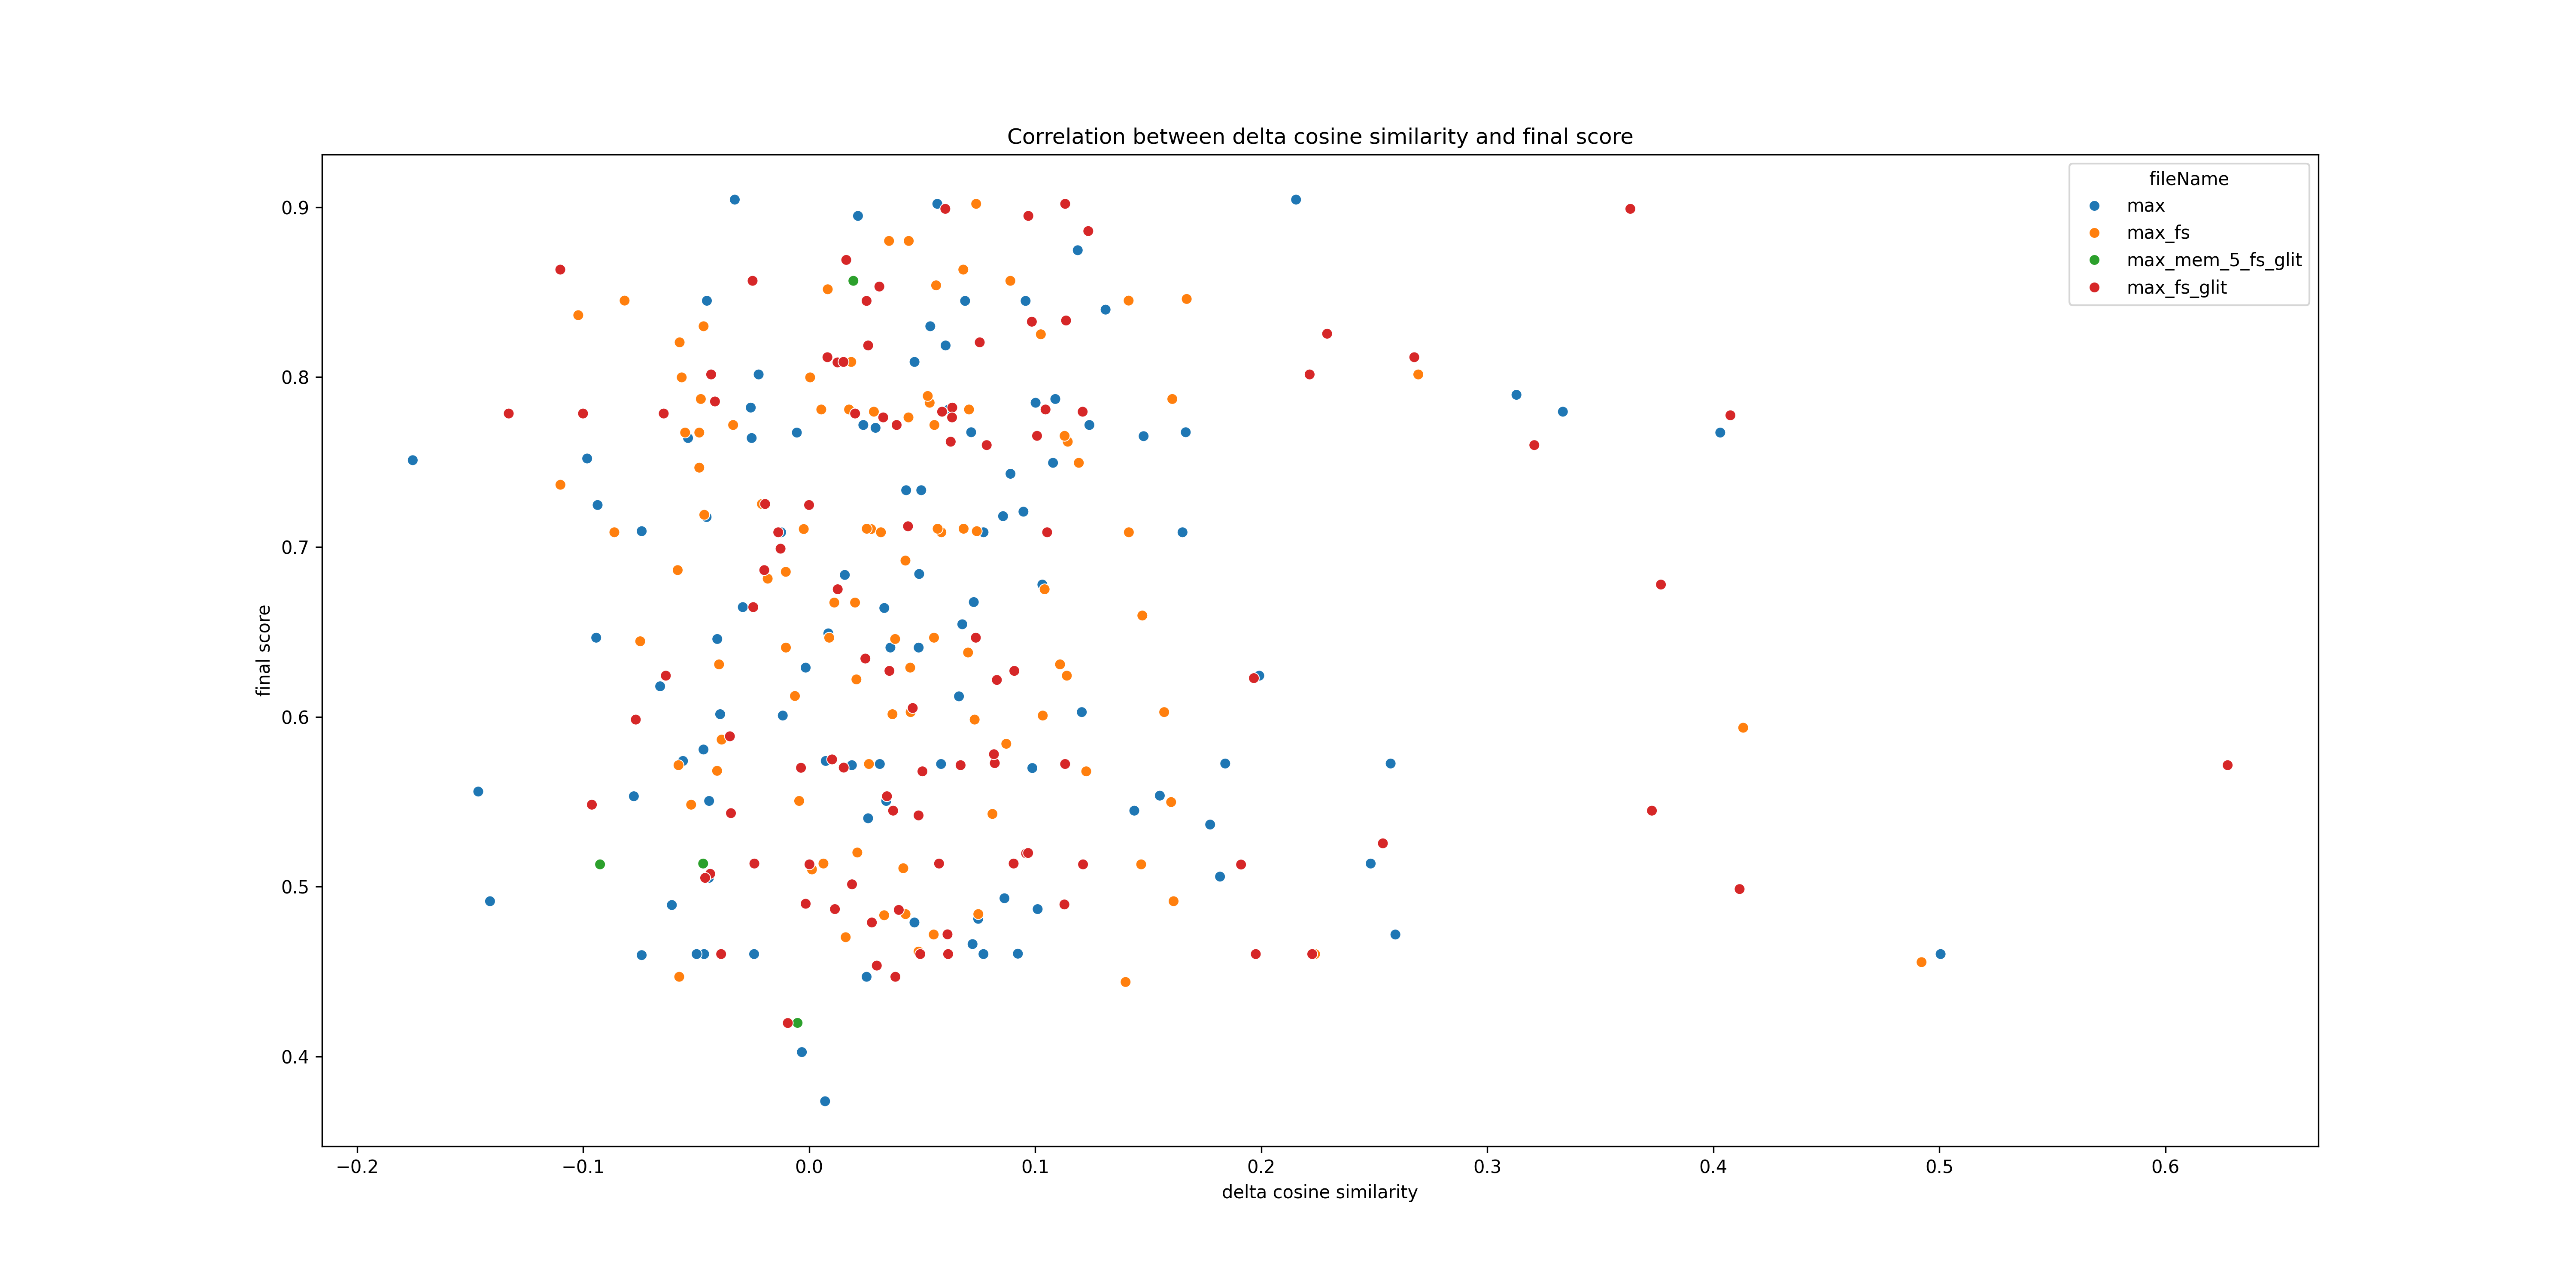 Correlation between delta cosine similarity and final score
fileName
max
max_fs
max_mem_5_fs_glit
max_fs_glit
final score
0.9
0.8
0.7
0.6
0.5
0.4
−0.2 −0.1 0.0 0.1 0.2 0.3 0.4 0.5 0.6
delta cosine similarity